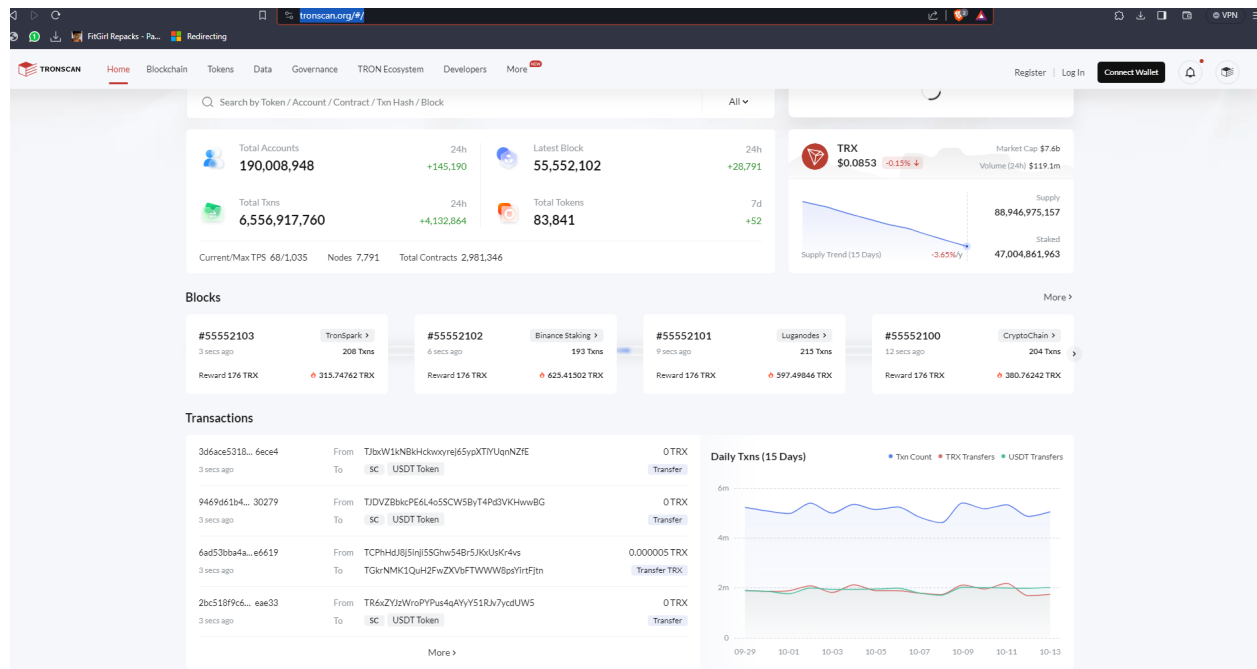 tronscan.org/#/
VPN
FitGirl Repacks - Pa...
Redirecting
TRONSCAN
Home
Blockchain
Tokens
Data
Governance
TRON Ecosystem
Developers
More
NEW
Register
Log In
Connect Wallet
Search by Token / Account / Contract / Txn Hash / Block
All
Total Accounts
24h
190,008,948
+145,190
Latest Block
24h
55,552,102
+28,791
Total Txns
24h
6,556,917,760
+4,132,864
Total Tokens
7d
83,841
+52
Current/Max TPS 68/1,035
Nodes 7,791
Total Contracts 2,981,346
TRX
$0.0853
-0.15%
Market Cap $7.6b
Volume (24h) $119.1m
Supply
88,946,975,157
Staked
47,004,861,963
Supply Trend (15 Days)
-3.65%/y
Blocks
More
#55552103
TronSpark
3 secs ago
208 Txns
Reward 176 TRX
315.74762 TRX
#55552102
Binance Staking
6 secs ago
193 Txns
Reward 176 TRX
625.41502 TRX
#55552101
Luganodes
9 secs ago
215 Txns
Reward 176 TRX
597.49846 TRX
#55552100
CryptoChain
12 secs ago
204 Txns
Reward 176 TRX
380.76242 TRX
Transactions
3d6ace5318... 6ece4
From
TJbxW1kNBkHckwxyrej65ypXTiYUqnNZfE
0 TRX
3 secs ago
To
SC
USDT Token
Transfer
9469d61b4... 30279
From
TJDVZBbkcPE6L4o5SCW5ByT4Pd3VKHwwBG
0 TRX
3 secs ago
To
SC
USDT Token
Transfer
6ad53bba4a... e6619
From
TCPhHdJ8j5Inji5SGhw54Br5JKxUsKr4vs
0.000005 TRX
3 secs ago
To
TGkrNMK1QuH2FwZXVbFTWWW8psYirtFjtn
Transfer TRX
2bc518f9c6... eae33
From
TR6xZYJzWroPYPus4qAYyY51RJv7ycdUW5
0 TRX
3 secs ago
To
SC
USDT Token
Transfer
More
Daily Txns (15 Days)
Txn Count
TRX Transfers
USDT Transfers
6m
4m
2m
0
09-29
10-01
10-03
10-05
10-07
10-09
10-11
10-13